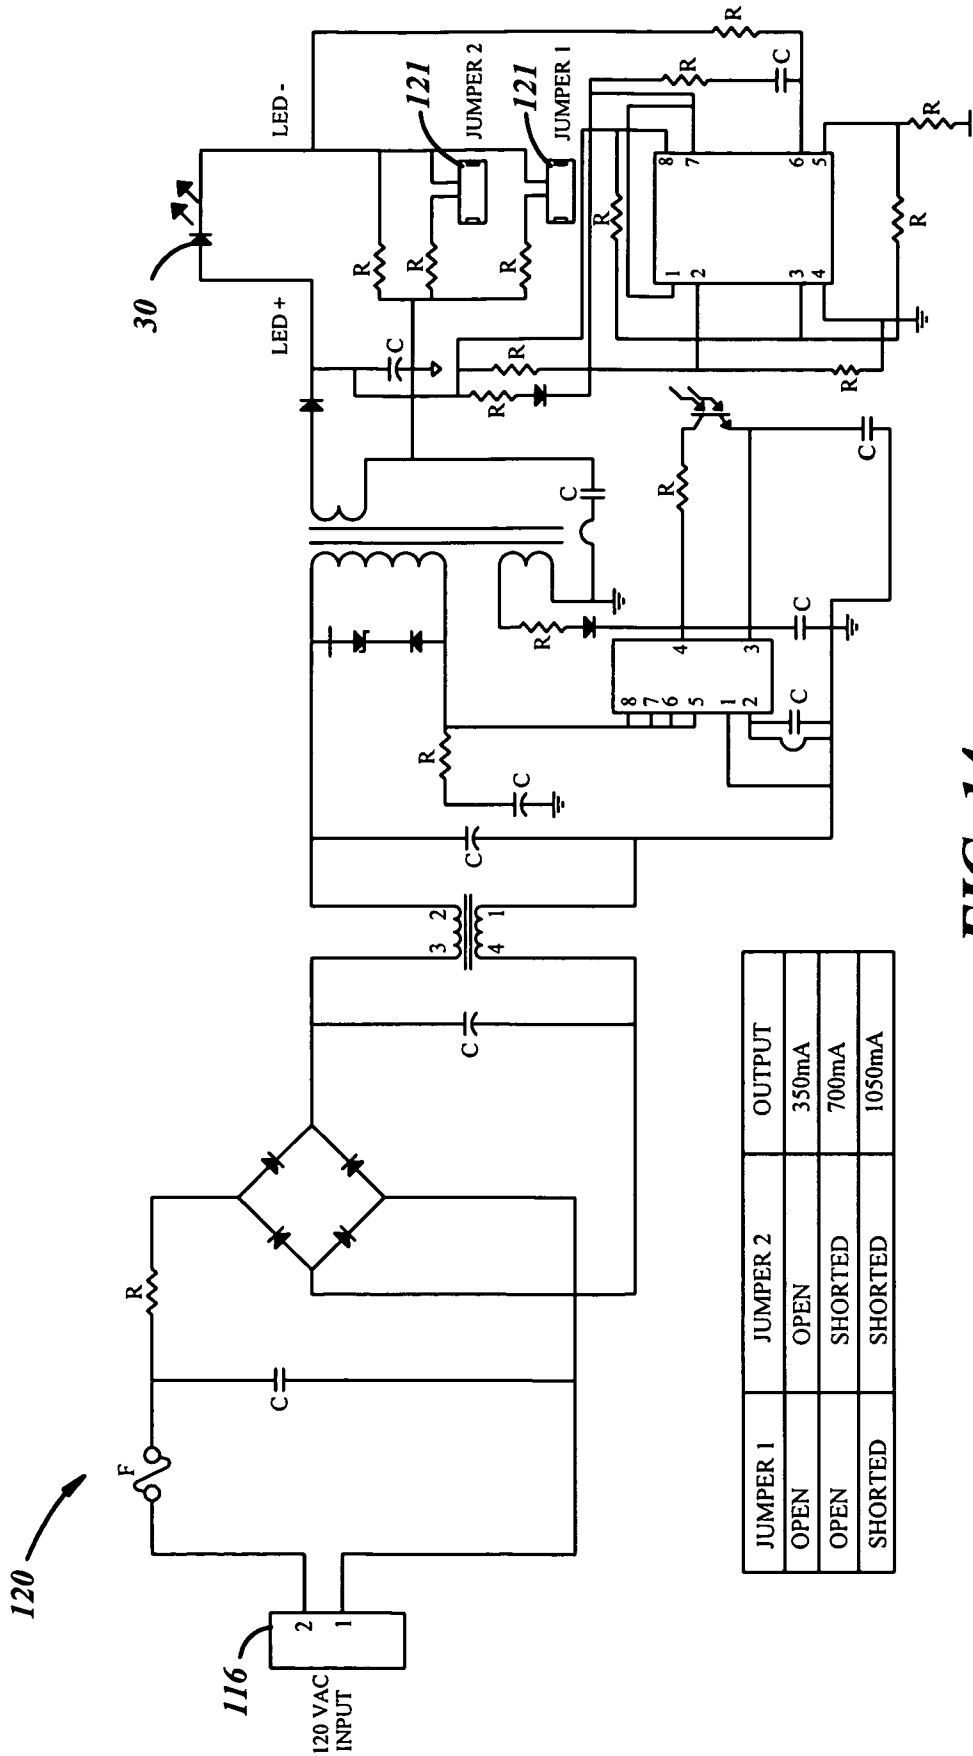 120
116
120 VAC
INPUT
2
1
F
R
C
30
LED +
LED -
3
2
4
1
C
C
R
C
R
C
C
R
R
R
121
JUMPER 2
121
JUMPER 1
R
R
R
R
C
R
R
8
7
6
5
1
2
3
4
R
R
R
C
8
7
6
5
1
2
4
3
C
C
C
JUMPER 1 JUMPER 2 OUTPUT
OPEN OPEN 350mA
OPEN SHORTED 700mA
SHORTED SHORTED 1050mA
FIG. 14